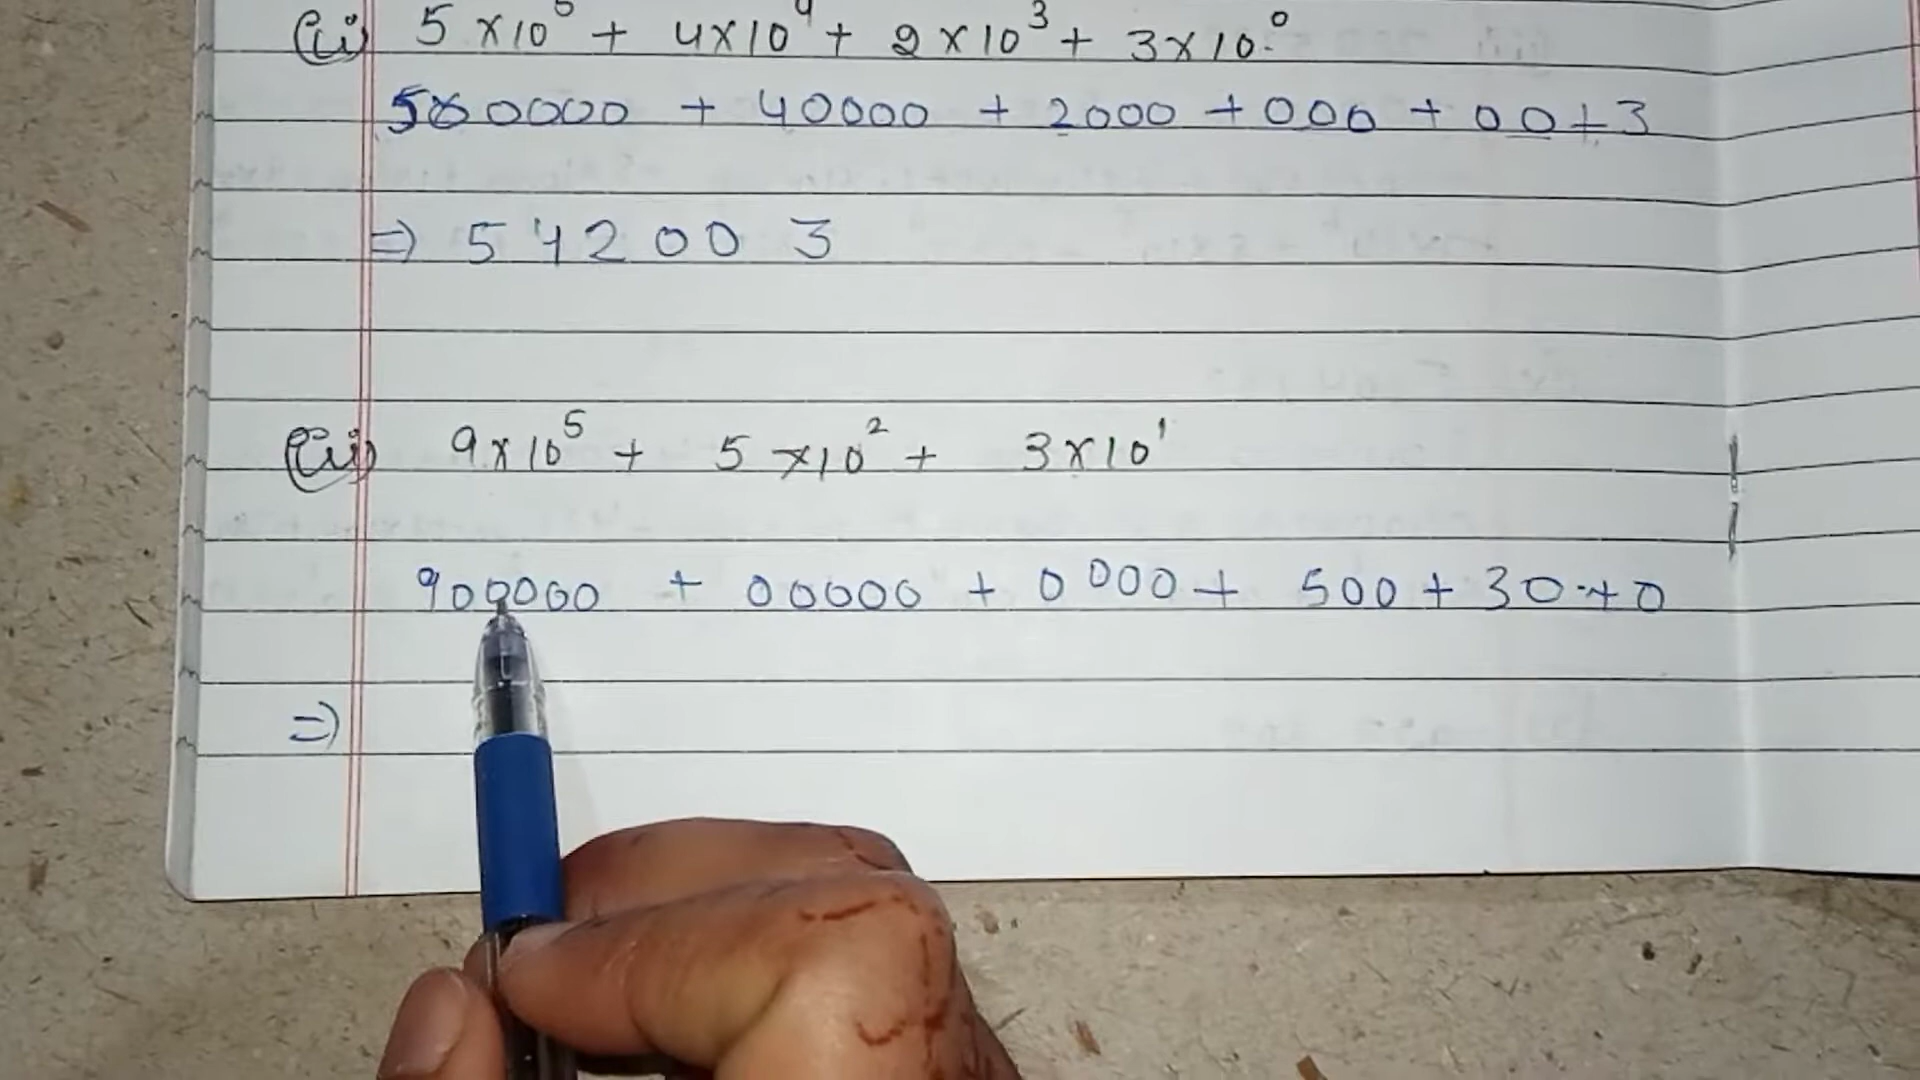 (ii) 5 × 10⁵ + 4 × 10⁴ + 2 × 10³ + 3 × 10⁰
500000 + 40000 + 2000 + 000 + 00 + 3
⇒ 542003
(iii) 9 × 10⁵ + 5 × 10² + 3 × 10¹
900000 + 00000 + 0000 + 500 + 30 + 0
⇒